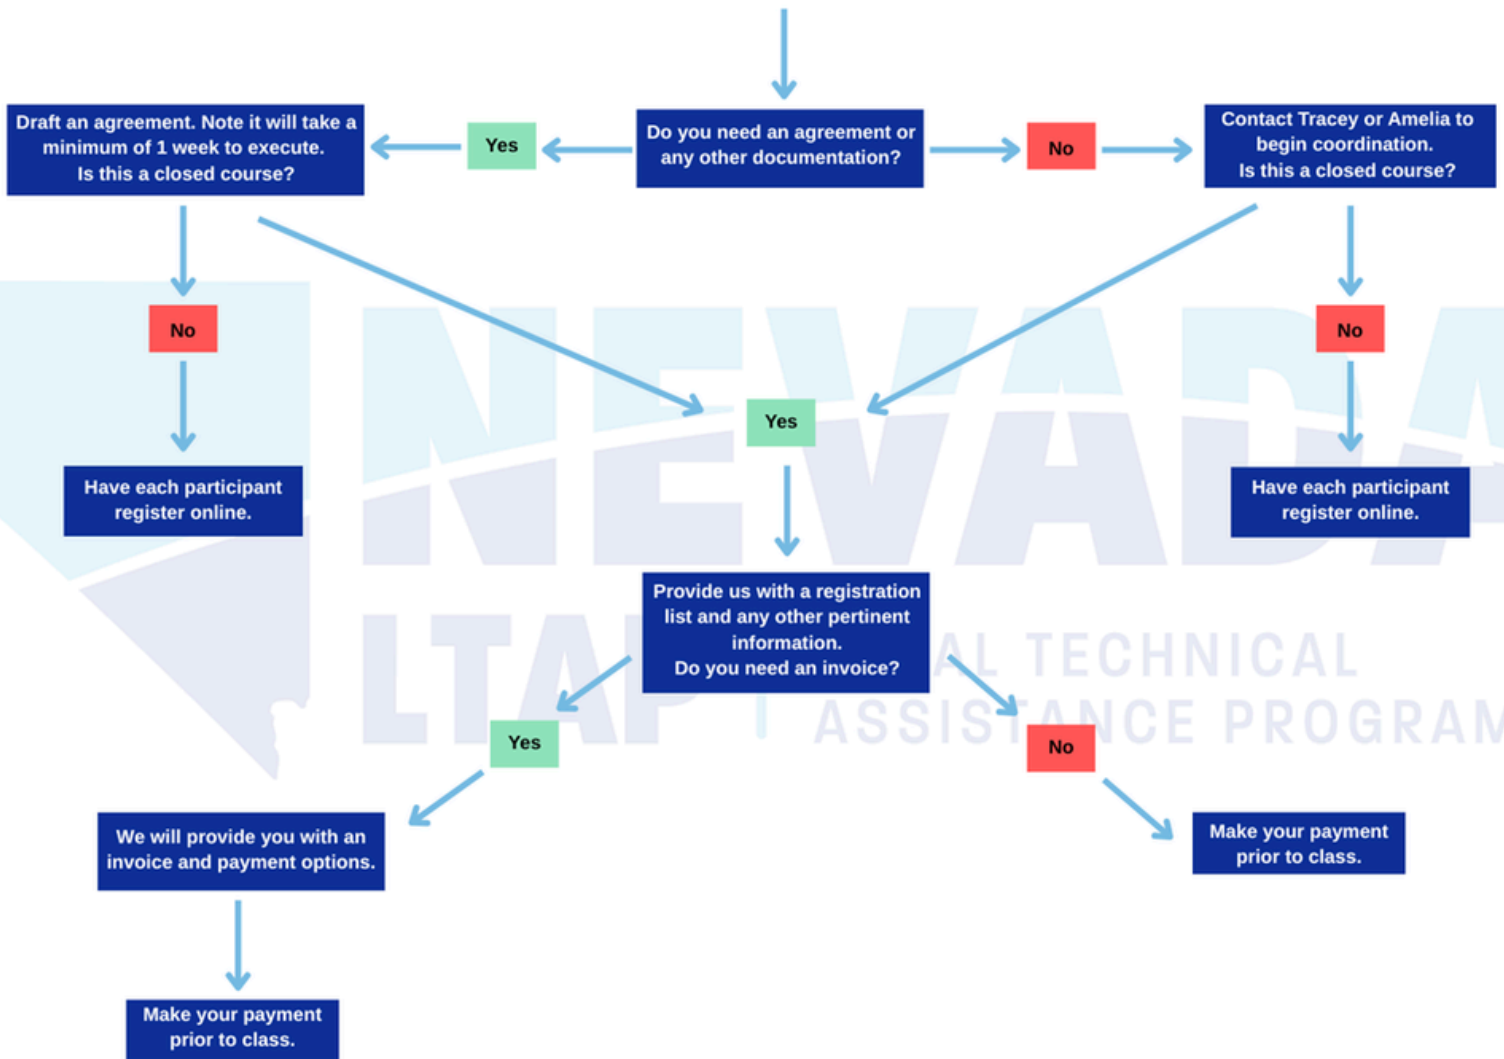 Draft an agreement. Note it will take a
minimum of 1 week to execute.
Is this a closed course?
Yes
Do you need an agreement or
any other documentation?
No
Contact Tracey or Amelia to
begin coordination.
Is this a closed course?
No
No
Yes
Have each participant
register online.
Have each participant
register online.
NEVADA
LTAP
AL TECHNICAL
ASSISTANCE PROGRAM
Provide us with a registration
list and any other pertinent
information.
Do you need an invoice?
Yes
No
We will provide you with an
invoice and payment options.
Make your payment
prior to class.
Make your payment
prior to class.